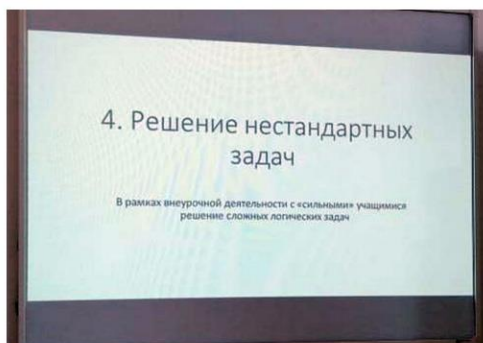 4. Решение нестандартных
задач
В рамках внеурочной деятельности с «сильными» учащимися
решение сложных логических задач